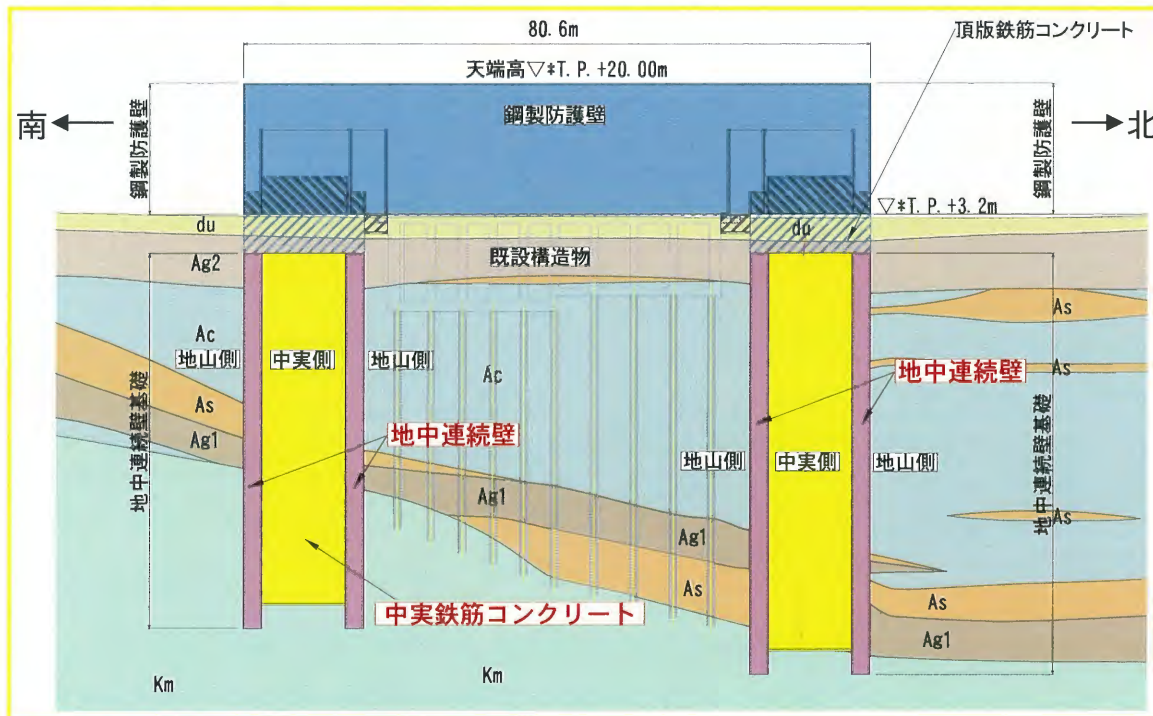 80.6m
頂版鉄筋コンクリート
天端高▽*T.P.+20.00m
南
鋼製防護壁
鋼製防護壁
鋼製防護壁
北
▽*T.P.+3.2m
du
du
Ag2
既設構造物
As
Ac
地山側
中実側
地山側
Ac
地中連続壁
As
As
Ag1
地中連続壁
地中連続壁基礎
地山側
中実側
地山側
地中連続壁基礎
Ag1
As
Ag1
As
As
中実鉄筋コンクリート
Ag1
Km
Km